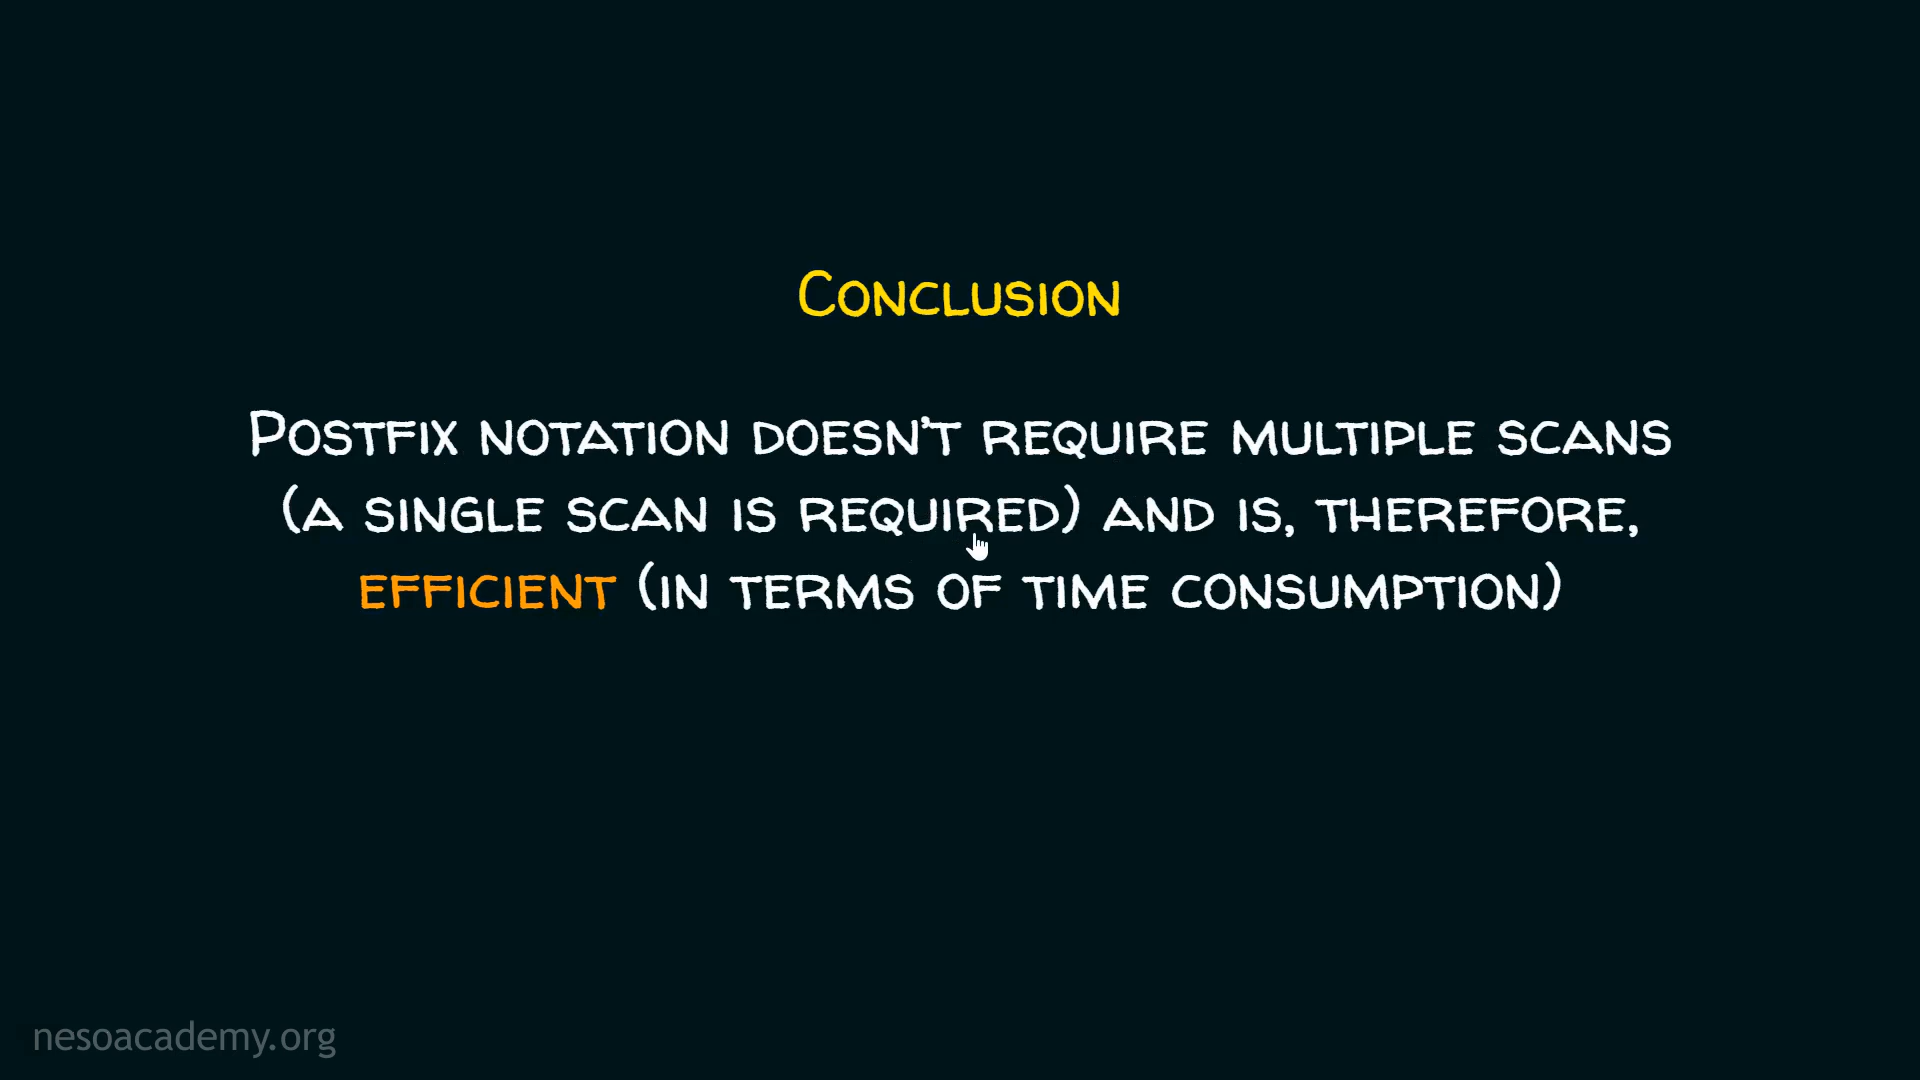 Conclusion
Postfix notation doesn't require multiple scans
(a single scan is required) and is, therefore,
efficient (in terms of time consumption)
nesoacademy.org